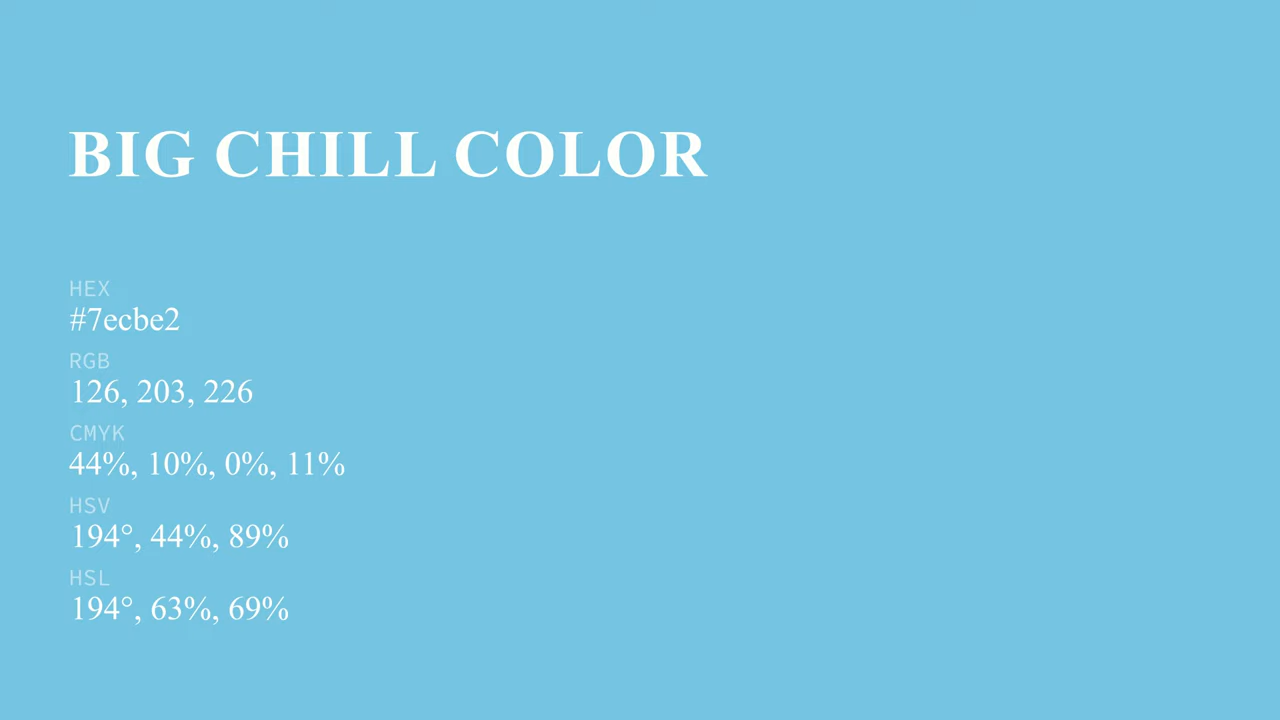 BIG CHILL COLOR
HEX
#7ecbe2
RGB
126, 203, 226
CMYK
44%, 10%, 0%, 11%
HSV
194°, 44%, 89%
HSL
194°, 63%, 69%